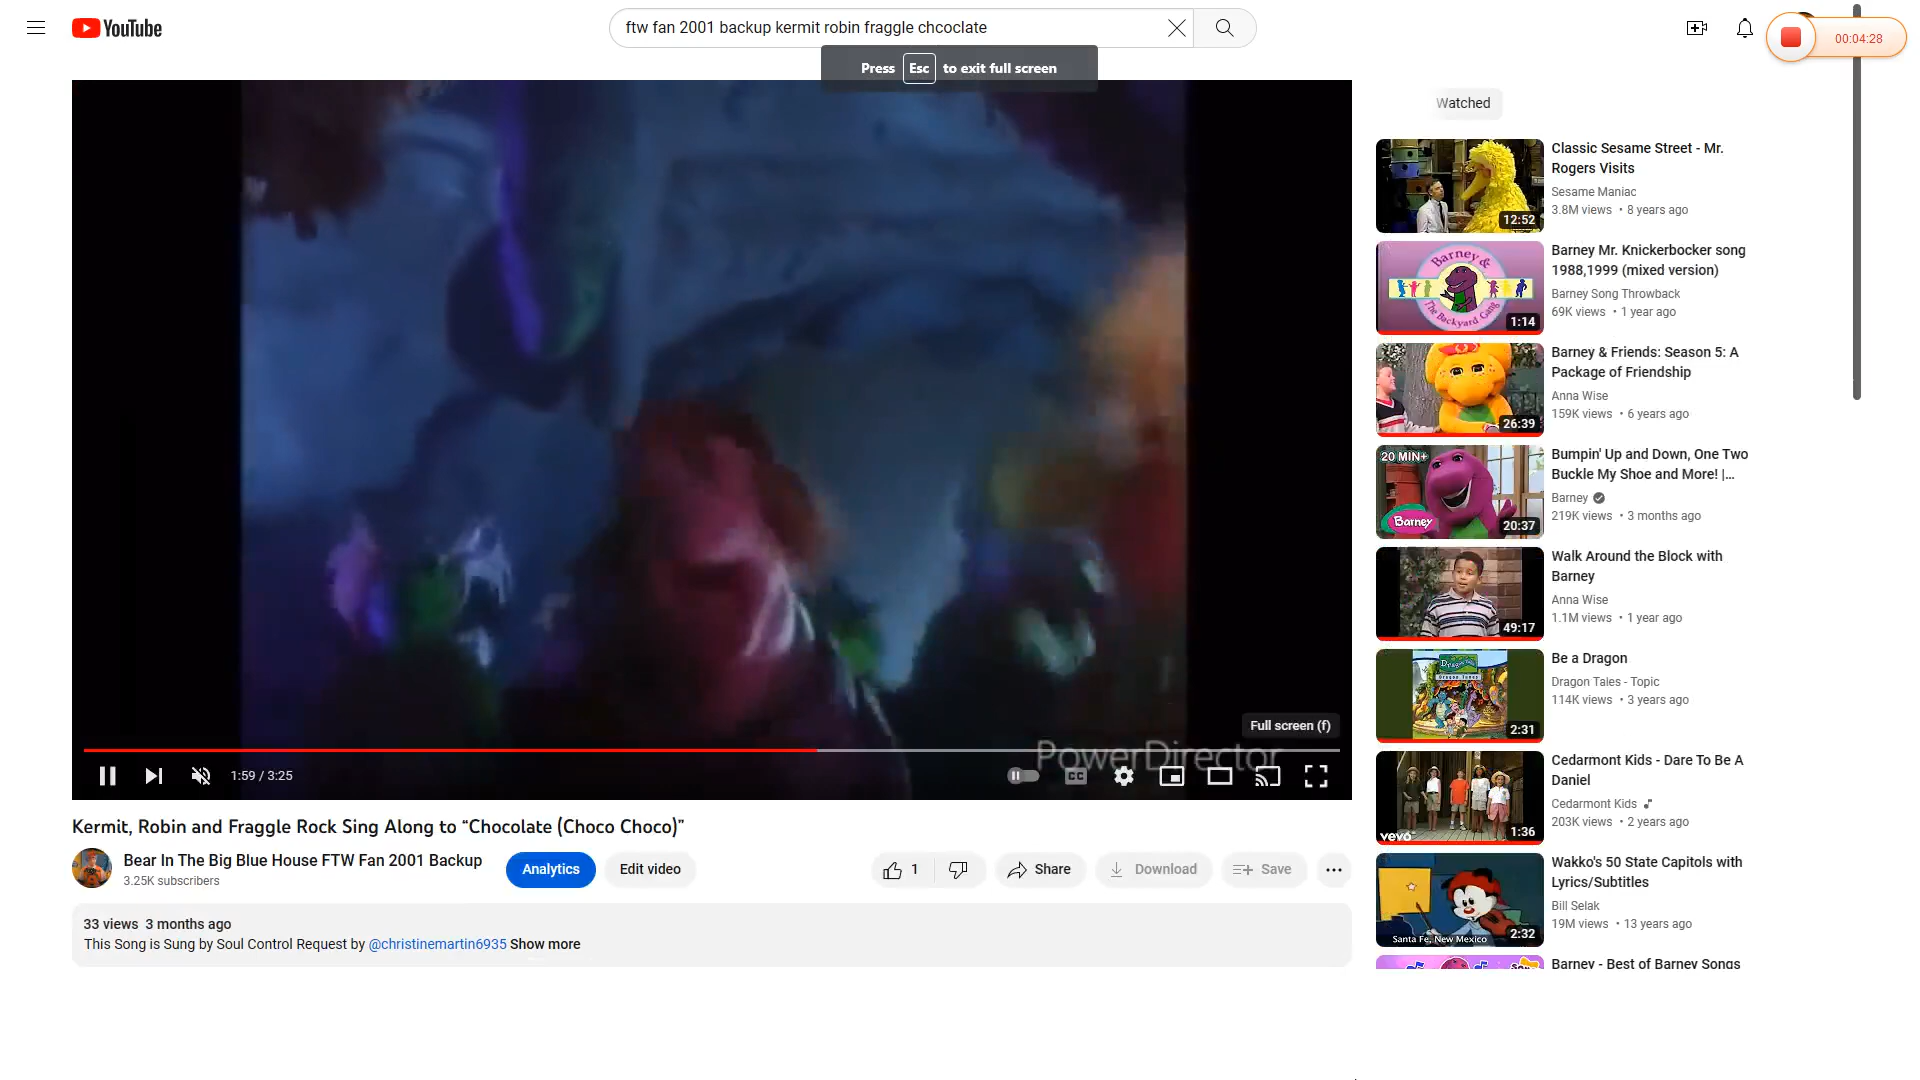 YouTube
ftw fan 2001 backup kermit robin fraggle chcoclate
00:04:28
Press Esc to exit full screen
Watched
Classic Sesame Street - Mr. Rogers Visits
Sesame Maniac
3.8M views • 8 years ago
12:52
Barney &
The Backyard Gang
Barney Mr. Knickerbocker song 1988,1999 (mixed version)
Barney Song Throwback
69K views • 1 year ago
1:14
Barney & Friends: Season 5: A Package of Friendship
Anna Wise
159K views • 6 years ago
26:39
20 MIN+
Barney
Bumpin' Up and Down, One Two Buckle My Shoe and More! |...
Barney
219K views • 3 months ago
20:37
Walk Around the Block with Barney
Anna Wise
1.1M views • 1 year ago
49:17
Be a Dragon
Dragon Tales - Topic
114K views • 3 years ago
2:31
Cedarmont Kids - Dare To Be A Daniel
Cedarmont Kids
203K views • 2 years ago
vevo
1:36
Wakko's 50 State Capitols with Lyrics/Subtitles
Bill Selak
19M views • 13 years ago
Santa Fe, New Mexico
2:32
Barney - Best of Barney Songs
Full screen (f)
PowerDirector
1:59 / 3:25
CC
Kermit, Robin and Fraggle Rock Sing Along to “Chocolate (Choco Choco)”
Bear In The Big Blue House FTW Fan 2001 Backup
3.25K subscribers
Analytics
Edit video
1
Share
Download
Save
33 views 3 months ago
This Song is Sung by Soul Control Request by @christinemartin6935 Show more